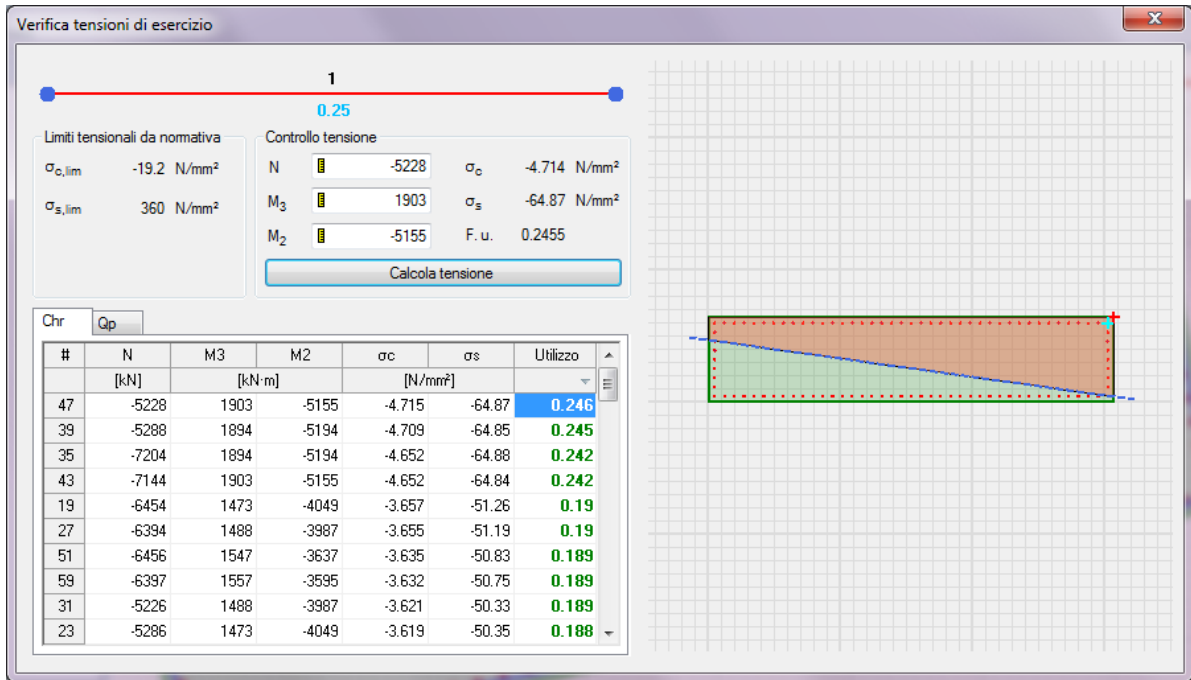 Verifica tensioni di esercizio
1
0.25
Limiti tensionali da normativa
σc,lim -19.2 N/mm²
σs,lim 360 N/mm²
Controllo tensione
N -5228 σc -4.714 N/mm²
M3 1903 σs -64.87 N/mm²
M2 -5155 F. u. 0.2455
Calcola tensione
Chr Qp
# N M3 M2 σc σs Utilizzo
[kN] [kN·m] [N/mm²]
47 -5228 1903 -5155 -4.715 -64.87 0.246
39 -5288 1894 -5194 -4.709 -64.85 0.245
35 -7204 1894 -5194 -4.652 -64.88 0.242
43 -7144 1903 -5155 -4.652 -64.84 0.242
19 -6454 1473 -4049 -3.657 -51.26 0.19
27 -6394 1488 -3987 -3.655 -51.19 0.19
51 -6456 1547 -3637 -3.635 -50.83 0.189
59 -6397 1557 -3595 -3.632 -50.75 0.189
31 -5226 1488 -3987 -3.621 -50.33 0.189
23 -5286 1473 -4049 -3.619 -50.35 0.188